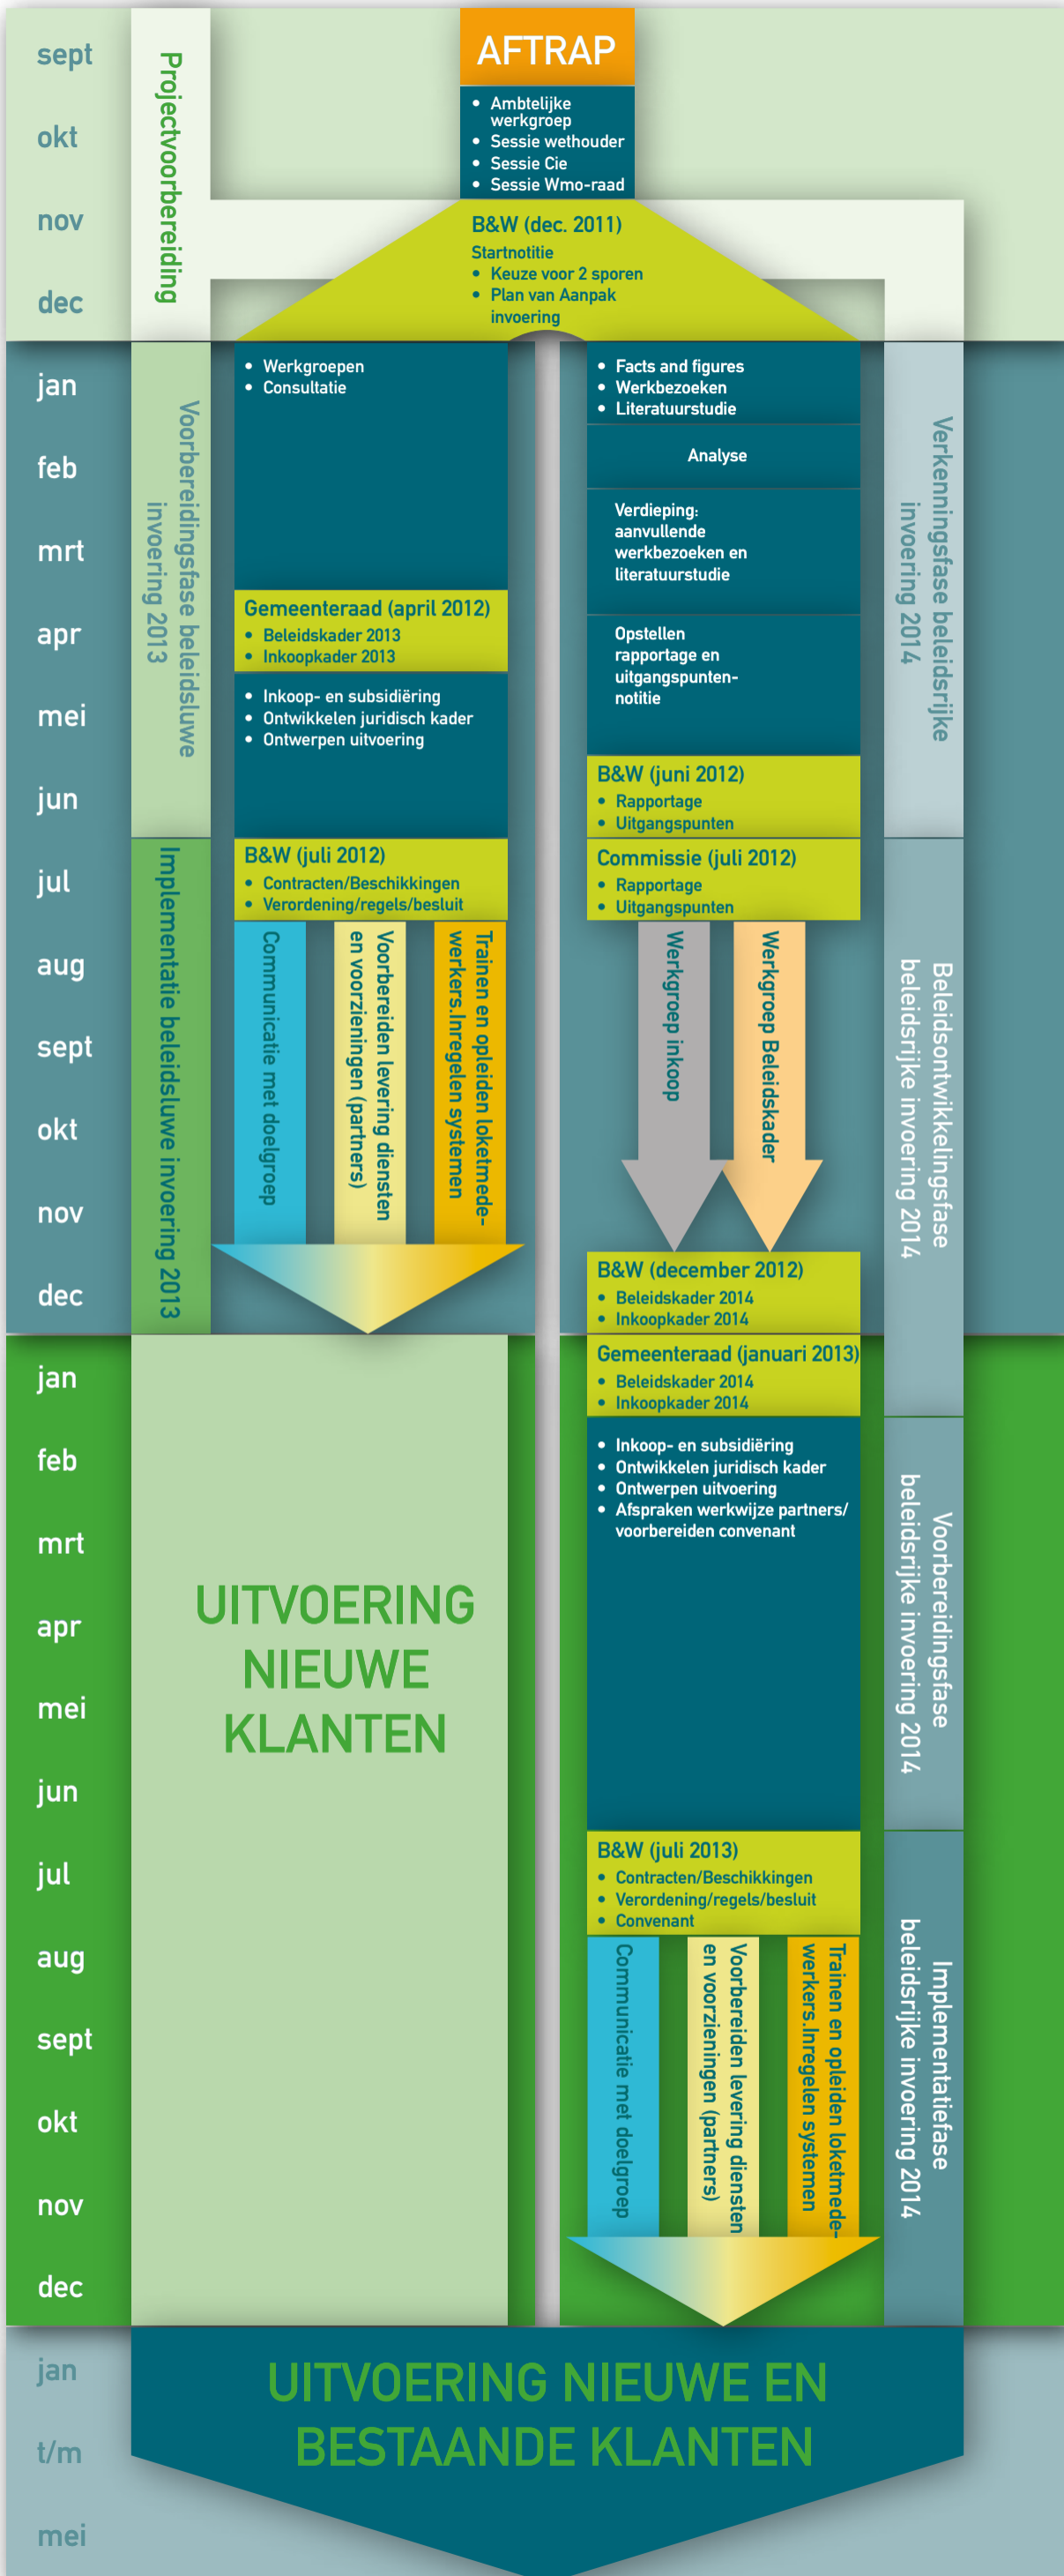 sept
okt
nov
dec
jan
feb
mrt
apr
mei
jun
jul
aug
sept
okt
nov
dec
jan
feb
mrt
apr
mei
jun
jul
aug
sept
okt
nov
dec
jan
t/m
mei
Projectvoorbereiding
AFTRAP
• Ambtelijke
werkgroep
• Sessie wethouder
• Sessie Cie
• Sessie Wmo-raad
B&W (dec. 2011)
Startnotitie
• Keuze voor 2 sporen
• Plan van Aanpak
invoering
Voorbereidingsfase beleidsluwe
invoering 2013
• Werkgroepen
• Consultatie
Gemeenteraad (april 2012)
• Beleidskader 2013
• Inkoopkader 2013
• Inkoop- en subsidiëring
• Ontwikkelen juridisch kader
• Ontwerpen uitvoering
Implementatie beleidsluwe invoering 2013
B&W (juli 2012)
• Contracten/Beschikkingen
• Verordening/regels/besluit
Communicatie met doelgroep
Voorbereiden levering diensten
en voorzieningen (partners)
Trainen en opleiden loketmede-
werkers.Inregelen systemen
UITVOERING
NIEUWE
KLANTEN
• Facts and figures
• Werkbezoeken
• Literatuurstudie
Analyse
Verdieping:
aanvullende
werkbezoeken en
literatuurstudie
Opstellen
rapportage en
uitgangspunten-
notitie
B&W (juni 2012)
• Rapportage
• Uitgangspunten
Verkenningsfase beleidsrijke
invoering 2014
Commissie (juli 2012)
• Rapportage
• Uitgangspunten
Werkgroep inkoop
Werkgroep Beleidskader
B&W (december 2012)
• Beleidskader 2014
• Inkoopkader 2014
Gemeenteraad (januari 2013)
• Beleidskader 2014
• Inkoopkader 2014
Beleidsontwikkelingsfase
beleidsrijke invoering 2014
• Inkoop- en subsidiëring
• Ontwikkelen juridisch kader
• Ontwerpen uitvoering
• Afspraken werkwijze partners/
voorbereiden convenant
Voorbereidingsfase
beleidsrijke invoering 2014
B&W (juli 2013)
• Contracten/Beschikkingen
• Verordening/regels/besluit
• Convenant
Communicatie met doelgroep
Voorbereiden levering diensten
en voorzieningen (partners)
Trainen en opleiden loketmede-
werkers.Inregelen systemen
Implementatiefase
beleidsrijke invoering 2014
UITVOERING NIEUWE EN
BESTAANDE KLANTEN